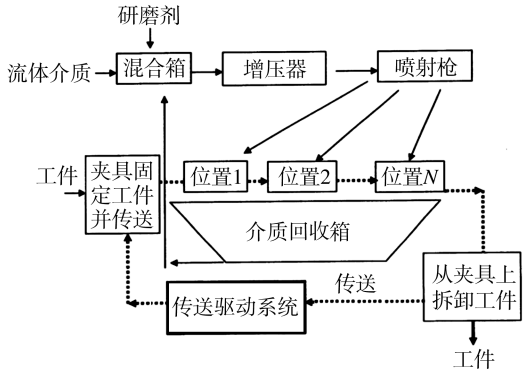 研磨剂
流体介质
混合箱
增压器
喷射枪
工件
夹具固
定工件
并传送
位置1
位置2
位置N
介质回收箱
传送驱动系统
传送
从夹具上
拆卸工件
工件